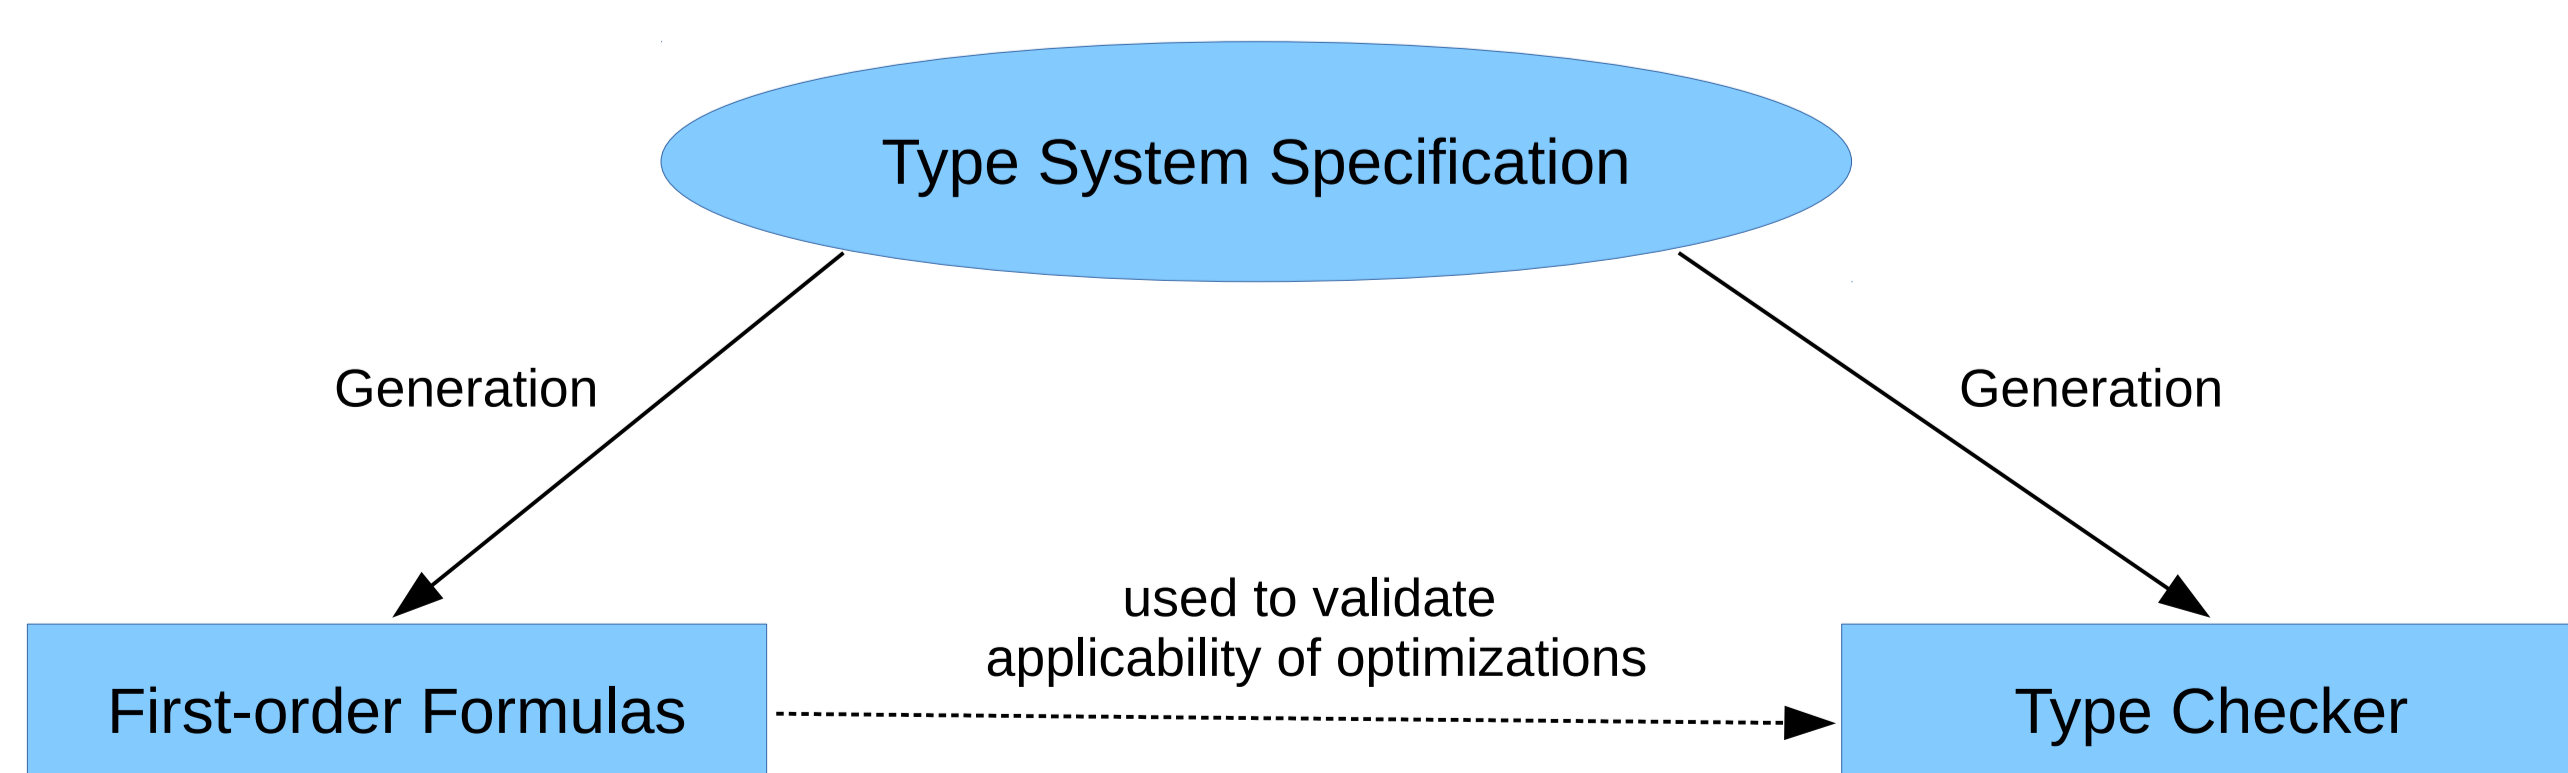 Type System Specification
Generation
Generation
used to validate
applicability of optimizations
First-order Formulas
Type Checker